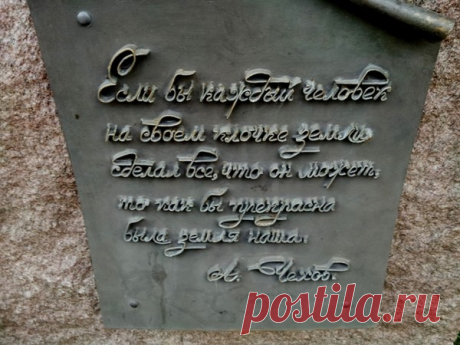 Если бы каждый человек
на своем клочке земли
сделал все, что он может,
то как бы прекрасна
была земля наша.
А. Чехов.
postila.ru